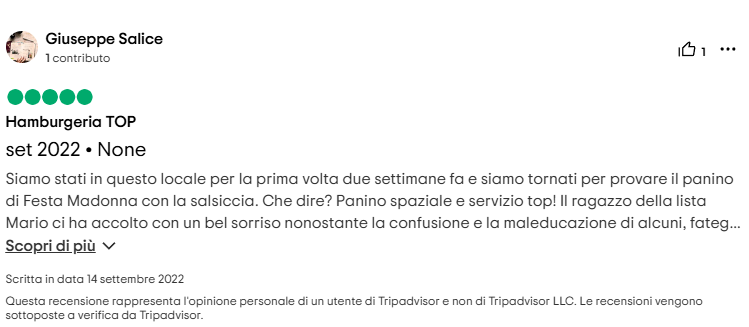 Giuseppe Salice
1 contributo
1
Hamburgeria TOP
set 2022 • None
Siamo stati in questo locale per la prima volta due settimane fa e siamo tornati per provare il panino
di Festa Madonna con la salsiccia. Che dire? Panino spaziale e servizio top! Il ragazzo della lista
Mario ci ha accolto con un bel sorriso nonostante la confusione e la maleducazione di alcuni, fateg...
Scopri di più
Scritta in data 14 settembre 2022
Questa recensione rappresenta l'opinione personale di un utente di Tripadvisor e non di Tripadvisor LLC. Le recensioni vengono
sottoposte a verifica da Tripadvisor.